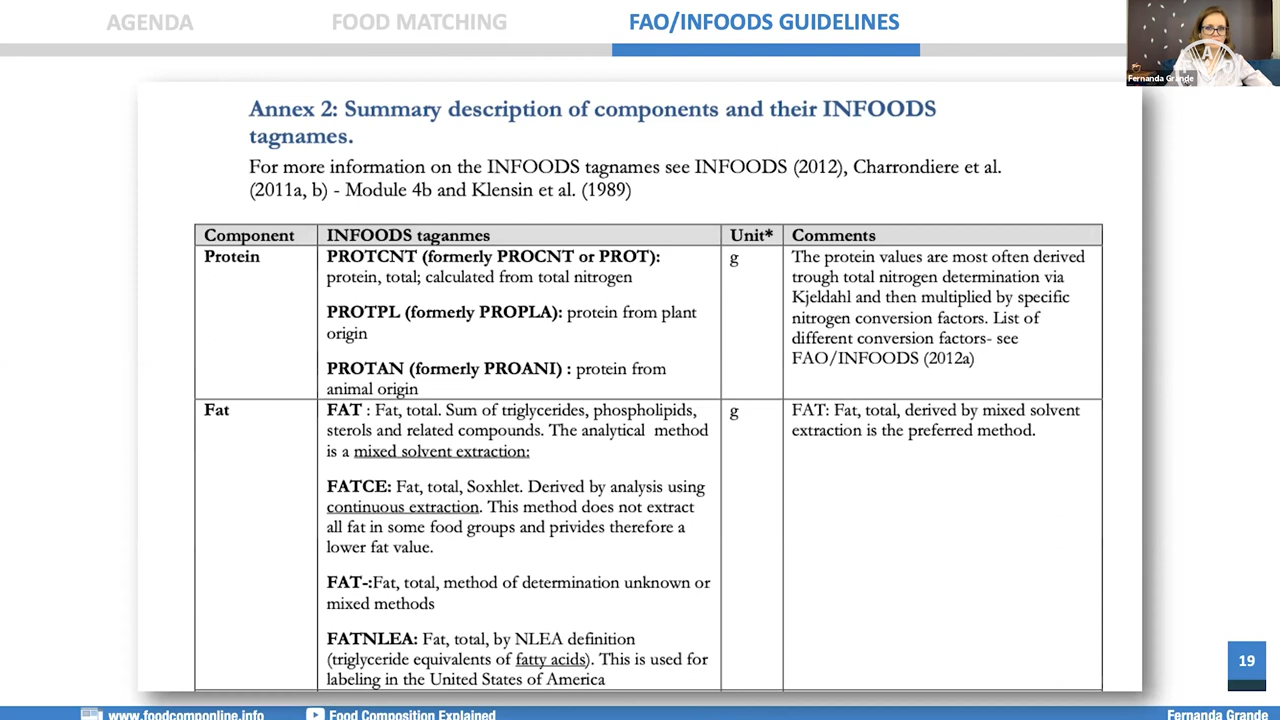 AGENDA
FOOD MATCHING
FAO/INFOODS GUIDELINES
Fernanda Grande
Annex 2: Summary description of components and their INFOODS
tagnames.
For more information on the INFOODS tagnames see INFOODS (2012), Charrondiere et al.
(2011a, b) - Module 4b and Klensin et al. (1989)
Component
INFOODS taganmes
Unit*
Comments
Protein
PROTCNT (formerly PROCNT or PROT):
protein, total; calculated from total nitrogen
PROTPL (formerly PROPLA): protein from plant
origin
PROTAN (formerly PROANI) : protein from
animal origin
g
The protein values are most often derived
trough total nitrogen determination via
Kjeldahl and then multiplied by specific
nitrogen conversion factors. List of
different conversion factors- see
FAO/INFOODS (2012a)
Fat
FAT : Fat, total. Sum of triglycerides, phospholipids,
sterols and related compounds. The analytical method
is a mixed solvent extraction:
FATCE: Fat, total, Soxhlet. Derived by analysis using
continuous extraction. This method does not extract
all fat in some food groups and privides therefore a
lower fat value.
FAT-:Fat, total, method of determination unknown or
mixed methods
FATNLEA: Fat, total, by NLEA definition
(triglyceride equivalents of fatty acids). This is used for
labeling in the United States of America
g
FAT: Fat, total, derived by mixed solvent
extraction is the preferred method.
19
www.foodcomponline.info
Food Composition Explained
Fernanda Grande